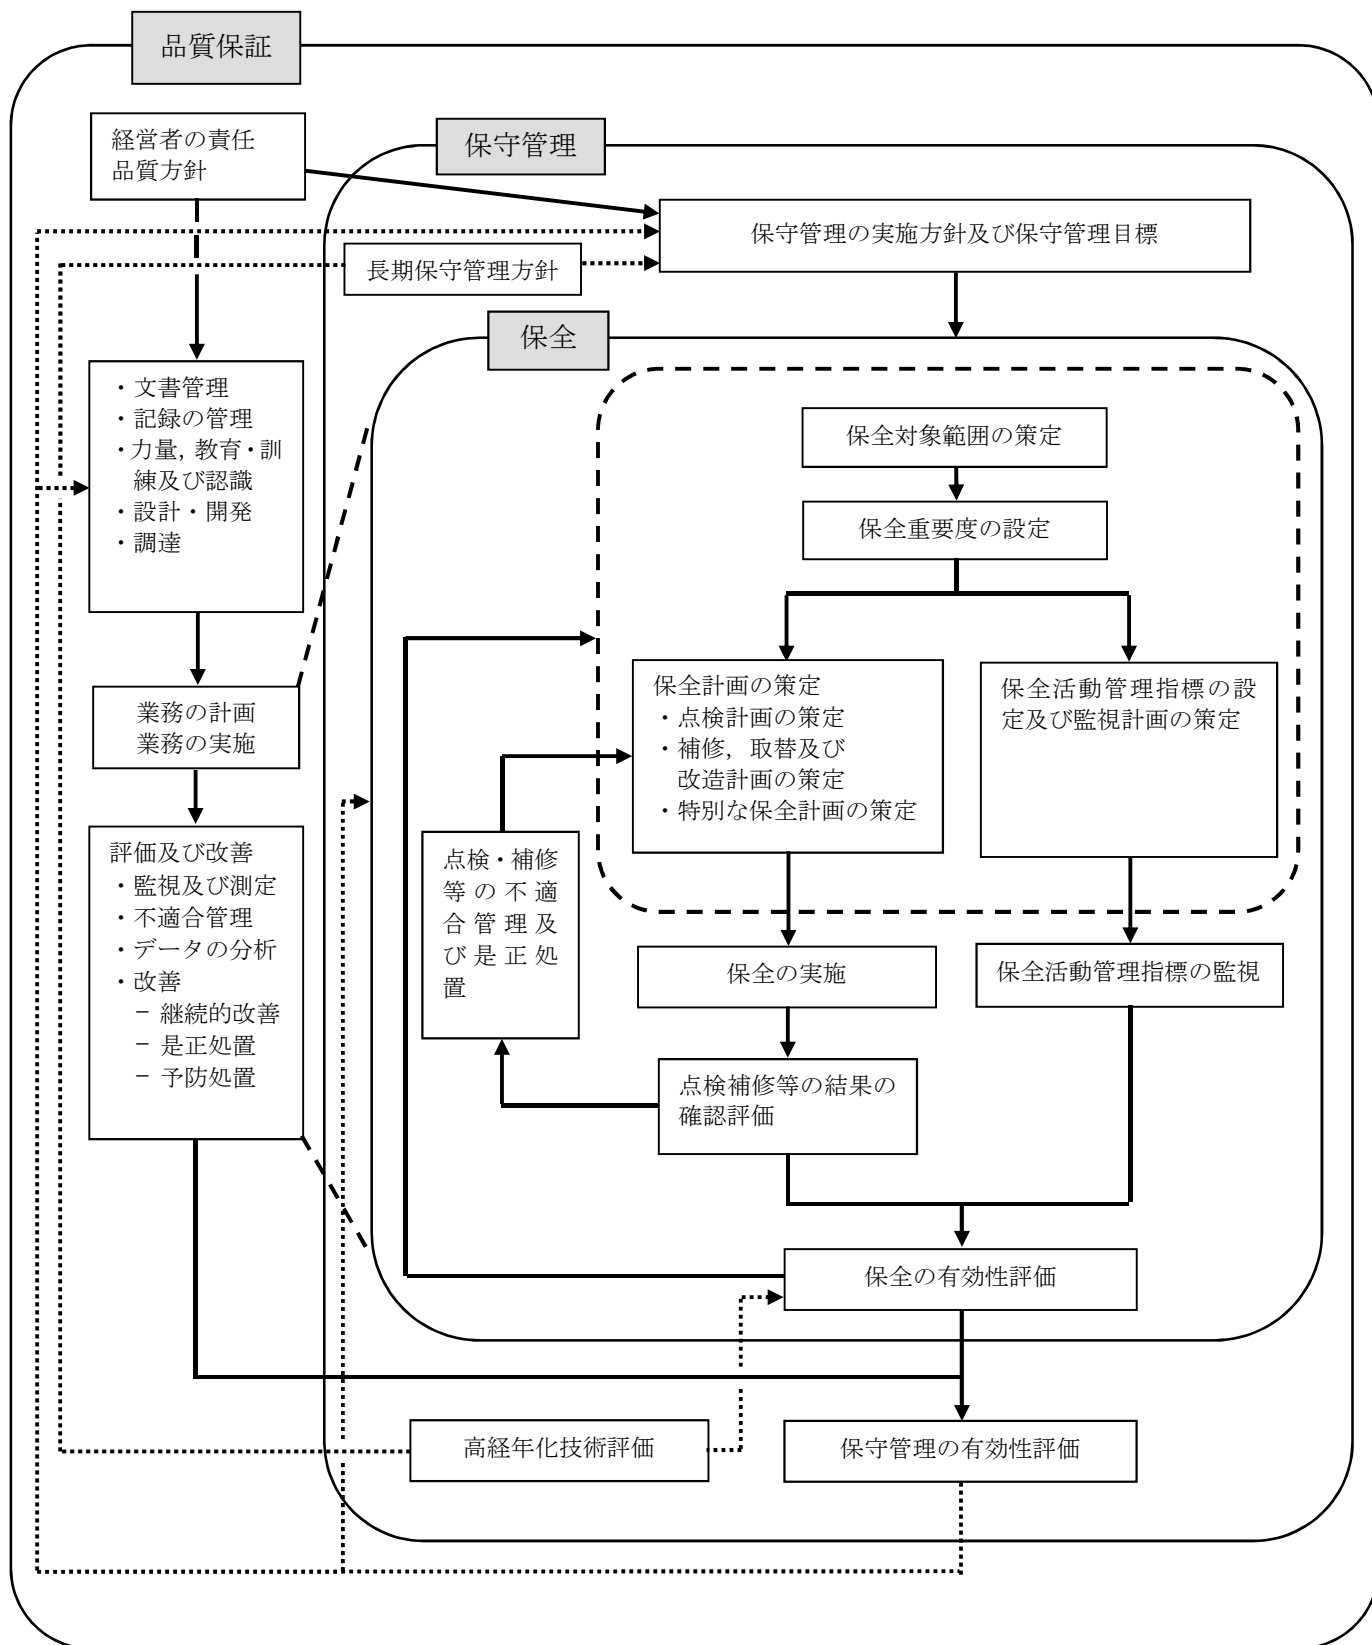 品質保証
経営者の責任
品質方針
保守管理
保守管理の実施方針及び保守管理目標
長期保守管理方針
保全
・文書管理
・記録の管理
・力量，教育・訓
練及び認識
・設計・開発
・調達
保全対象範囲の策定
保全重要度の設定
業務の計画
業務の実施
保全計画の策定
・点検計画の策定
・補修，取替及び
改造計画の策定
・特別な保全計画の策定
保全活動管理指標の設
定及び監視計画の策定
評価及び改善
・監視及び測定
・不適合管理
・データの分析
・改善
－ 継続的改善
－ 是正処置
－ 予防処置
点検・補修
等の不適
合管理及
び是正処
置
保全の実施
保全活動管理指標の監視
点検補修等の結果の
確認評価
保全の有効性評価
高経年化技術評価
保守管理の有効性評価